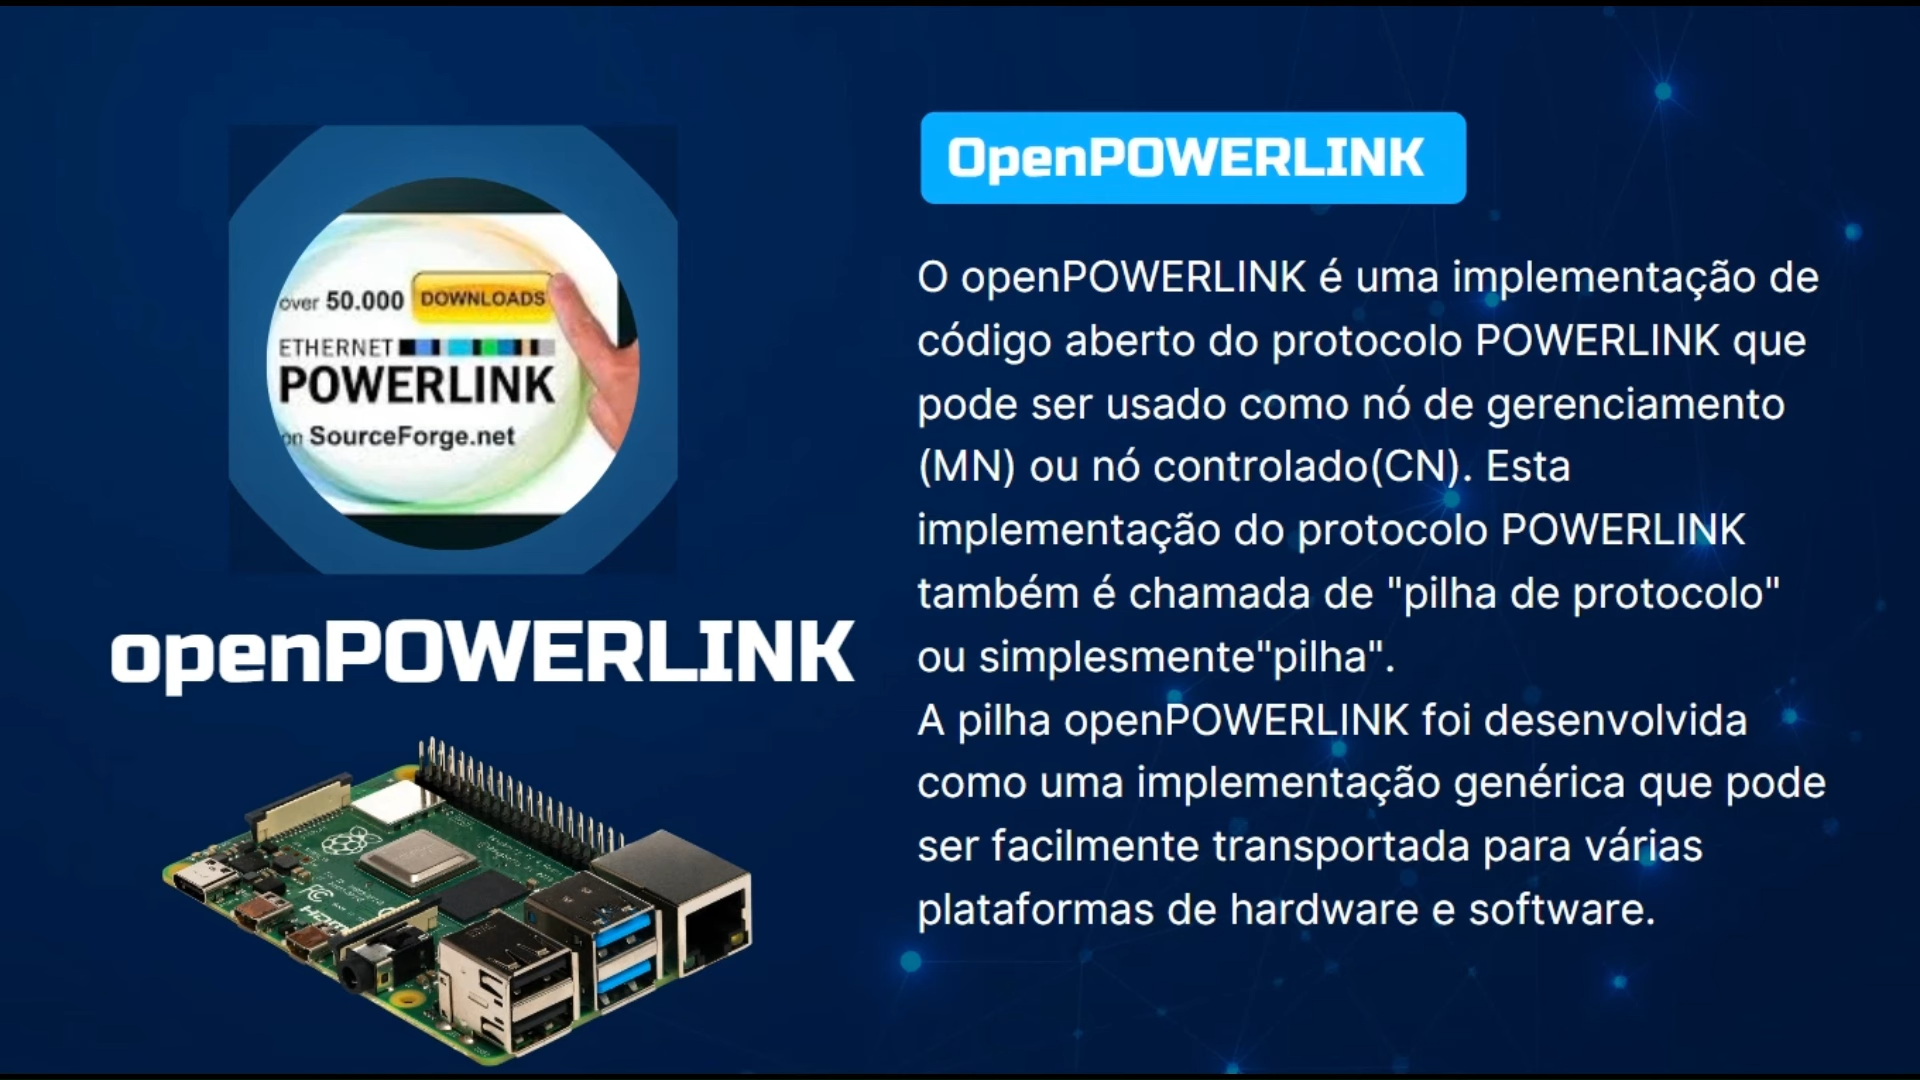 over 50.000 DOWNLOADS
ETHERNET
POWERLINK
on SourceForge.net
openPOWERLINK
OpenPOWERLINK
O openPOWERLINK é uma implementação de
código aberto do protocolo POWERLINK que
pode ser usado como nó de gerenciamento
(MN) ou nó controlado(CN). Esta
implementação do protocolo POWERLINK
também é chamada de "pilha de protocolo"
ou simplesmente"pilha".
A pilha openPOWERLINK foi desenvolvida
como uma implementação genérica que pode
ser facilmente transportada para várias
plataformas de hardware e software.